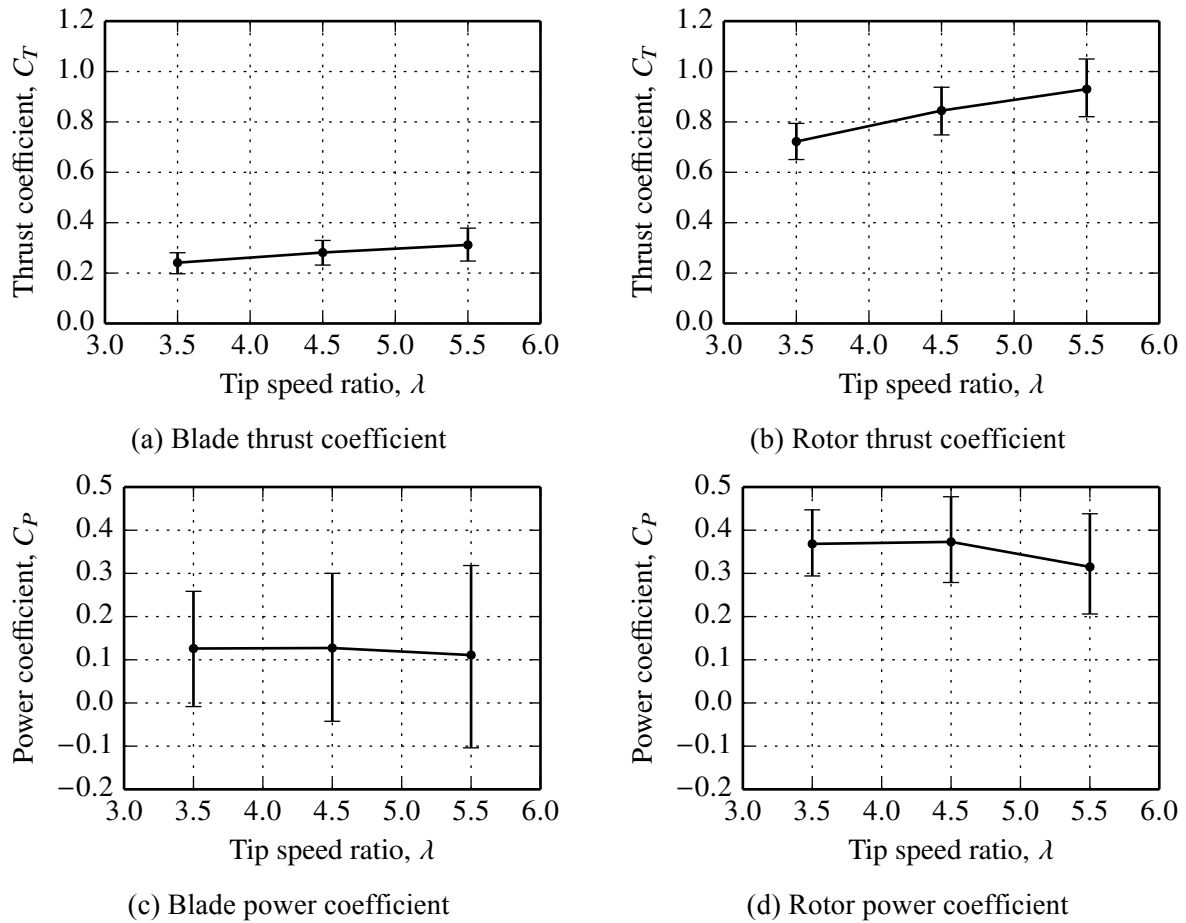 1.2
1.0
0.8
0.6
0.4
0.2
0.0
Thrust coefficient, C_T
3.0 3.5 4.0 4.5 5.0 5.5 6.0
Tip speed ratio, λ
(a) Blade thrust coefficient
1.2
1.0
0.8
0.6
0.4
0.2
0.0
Thrust coefficient, C_T
3.0 3.5 4.0 4.5 5.0 5.5 6.0
Tip speed ratio, λ
(b) Rotor thrust coefficient
0.5
0.4
0.3
0.2
0.1
0.0
−0.1
−0.2
Power coefficient, C_P
3.0 3.5 4.0 4.5 5.0 5.5 6.0
Tip speed ratio, λ
(c) Blade power coefficient
0.5
0.4
0.3
0.2
0.1
0.0
−0.1
−0.2
Power coefficient, C_P
3.0 3.5 4.0 4.5 5.0 5.5 6.0
Tip speed ratio, λ
(d) Rotor power coefficient